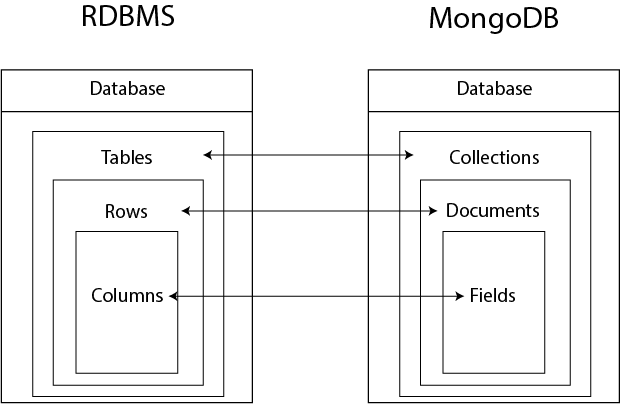 RDBMS
MongoDB
Database
Database
Tables
Collections
Rows
Documents
Columns
Fields